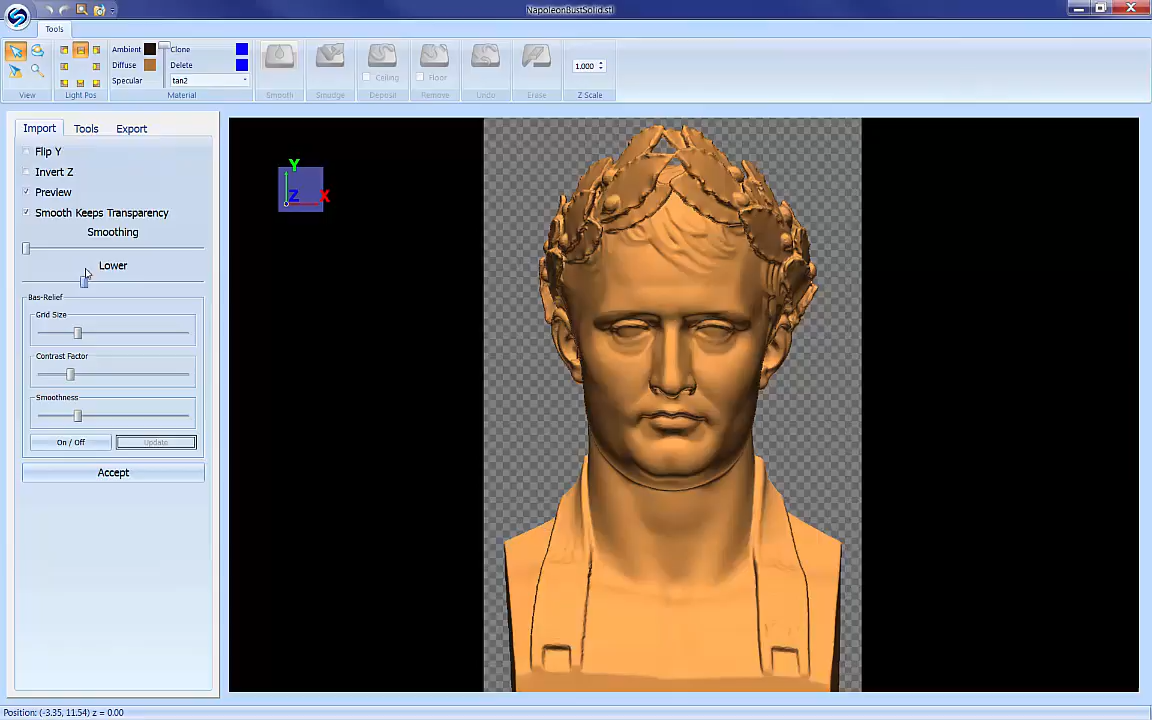 NapoleonBustSolid.stl
Tools
Ambient
Clone
Diffuse
Delete
Specular
tan2
Ceiling
Floor
1.000
View
Light Pos
Material
Smooth
Smudge
Deposit
Remove
Undo
Erase
Z Scale
Import
Tools
Export
Flip Y
Invert Z
Preview
Smooth Keeps Transparency
Smoothing
Lower
Bas-Relief
Grid Size
Contrast Factor
Smoothness
On / Off
Update
Accept
Y
Z
X
Position: (-3.35, 11.54) z = 0.00